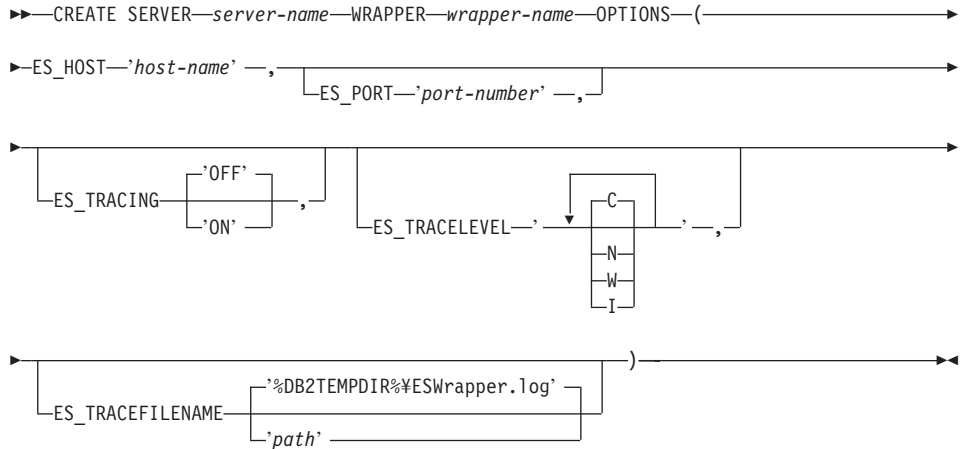 CREATE SERVER server-name WRAPPER wrapper-name OPTIONS (
ES_HOST 'host-name' ,
ES_PORT 'port-number' ,
'OFF'
ES_TRACING ,
'ON'
C
ES_TRACELEVEL ' ' ,
N
W
I
)
'%DB2TEMPDIR%¥ESWrapper.log'
ES_TRACEFILENAME
'path'